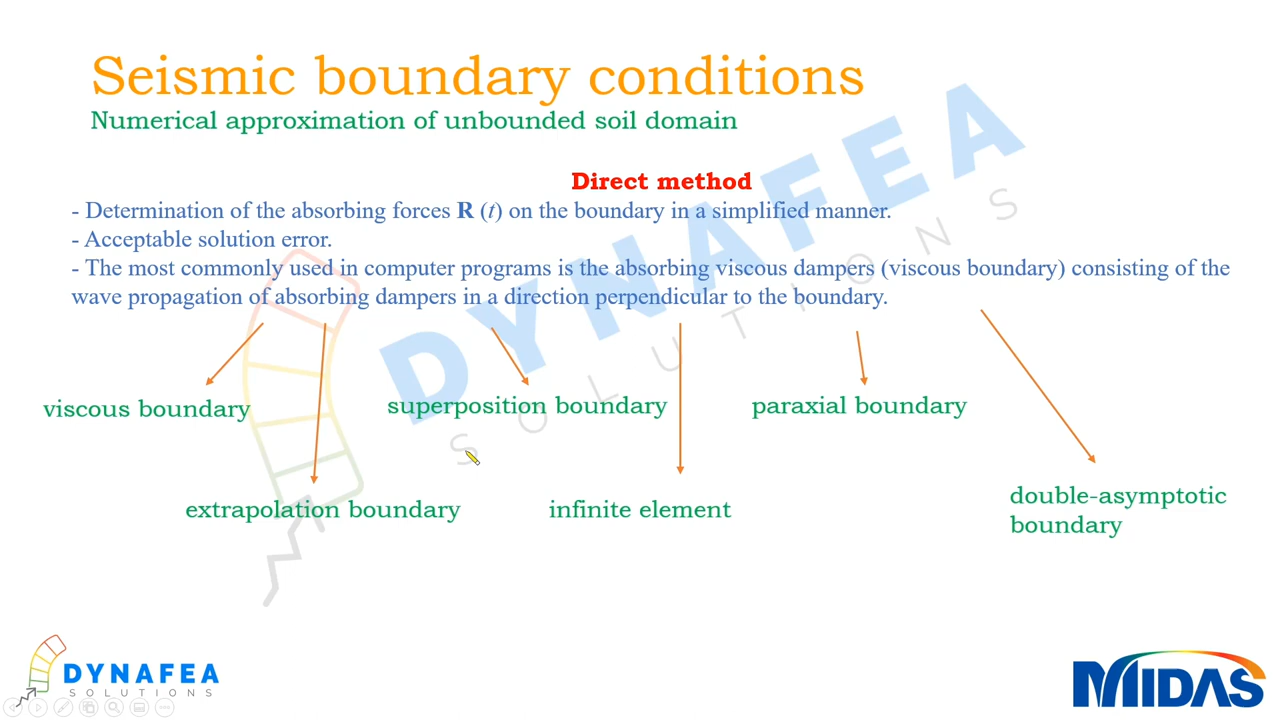 Seismic boundary conditions
Numerical approximation of unbounded soil domain
Direct method
- Determination of the absorbing forces R (t) on the boundary in a simplified manner.
- Acceptable solution error.
- The most commonly used in computer programs is the absorbing viscous dampers (viscous boundary) consisting of the
wave propagation of absorbing dampers in a direction perpendicular to the boundary.
viscous boundary
superposition boundary
paraxial boundary
extrapolation boundary
infinite element
double-asymptotic
boundary
DYNAFEA
SOLUTIONS
DYNAFEA
SOLUTIONS
MIDAS